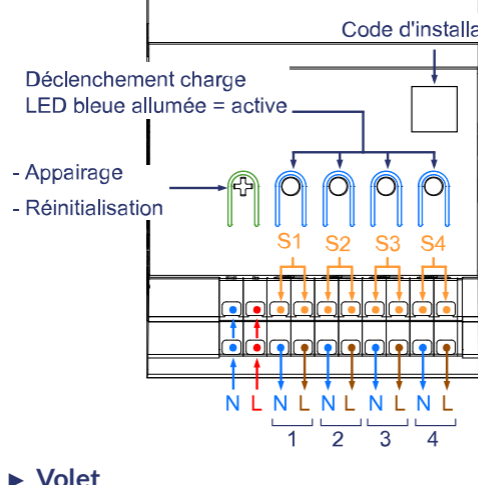 Code d'installa
Déclenchement charge
LED bleue allumée = active
- Appairage
- Réinitialisation
S1 S2 S3 S4
N L N L N L N L N L
1 2 3 4
► Volet